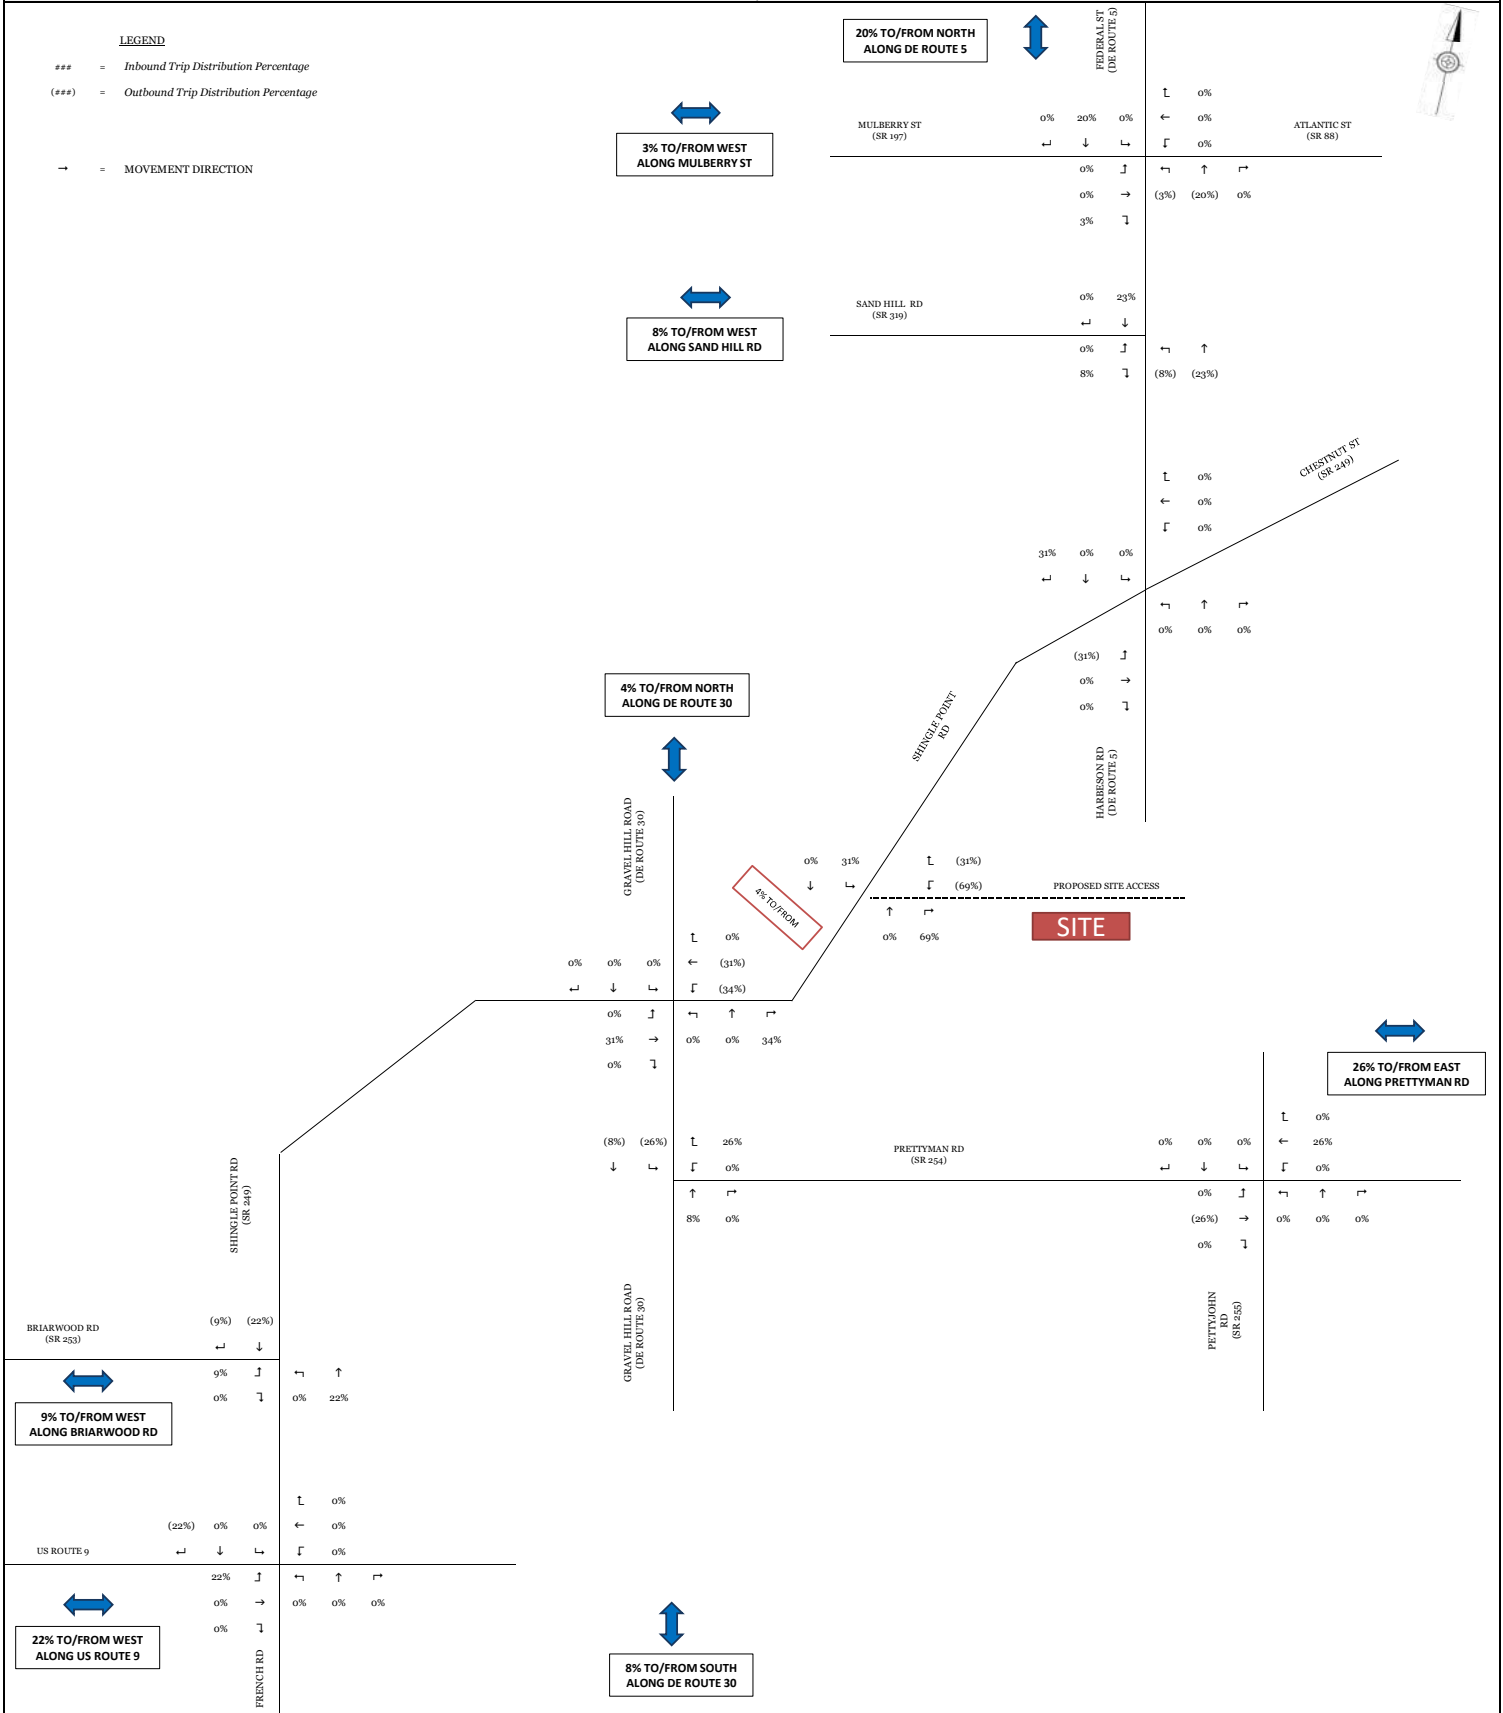 LEGEND
### = Inbound Trip Distribution Percentage
(###) = Outbound Trip Distribution Percentage
→ = MOVEMENT DIRECTION
20% TO/FROM NORTH
ALONG DE ROUTE 5
FEDERAL ST
(DE ROUTE 5)
3% TO/FROM WEST
ALONG MULBERRY ST
MULBERRY ST
(SR 197)
ATLANTIC ST
(SR 88)
0%
0% 20% 0% 0%
0%
0%
0% (3%) (20%) 0%
3%
8% TO/FROM WEST
ALONG SAND HILL RD
SAND HILL RD
(SR 319)
0% 23%
0%
8% (8%) (23%)
CHESTNUT ST
(SR 249)
0%
0%
0%
31% 0% 0%
0% 0% 0%
(31%)
0%
0%
HARBESON RD
(DE ROUTE 5)
SHINGLE POINT
RD
4% TO/FROM NORTH
ALONG DE ROUTE 30
GRAVEL HILL ROAD
(DE ROUTE 30)
4% TO/FROM
0% 31% (31%)
(69%) PROPOSED SITE ACCESS
0% 69%
SITE
0%
0% 0% 0% (31%)
(34%)
0%
31% 0% 0% 34%
0%
26% TO/FROM EAST
ALONG PRETTYMAN RD
(8%) (26%) 26%
0%
8% 0%
PRETTYMAN RD
(SR 254)
0%
0% 0% 0% 26%
0%
0%
(26%) 0% 0% 0%
0%
PETTYJOHN
RD
(SR 255)
GRAVEL HILL ROAD
(DE ROUTE 30)
SHINGLE POINT RD
(SR 249)
BRIARWOOD RD
(SR 253)
(9%) (22%)
9%
0% 0% 22%
9% TO/FROM WEST
ALONG BRIARWOOD RD
0%
(22%) 0% 0% 0%
0%
US ROUTE 9
22%
0% 0% 0% 0%
0%
22% TO/FROM WEST
ALONG US ROUTE 9
FRENCH RD
8% TO/FROM SOUTH
ALONG DE ROUTE 30